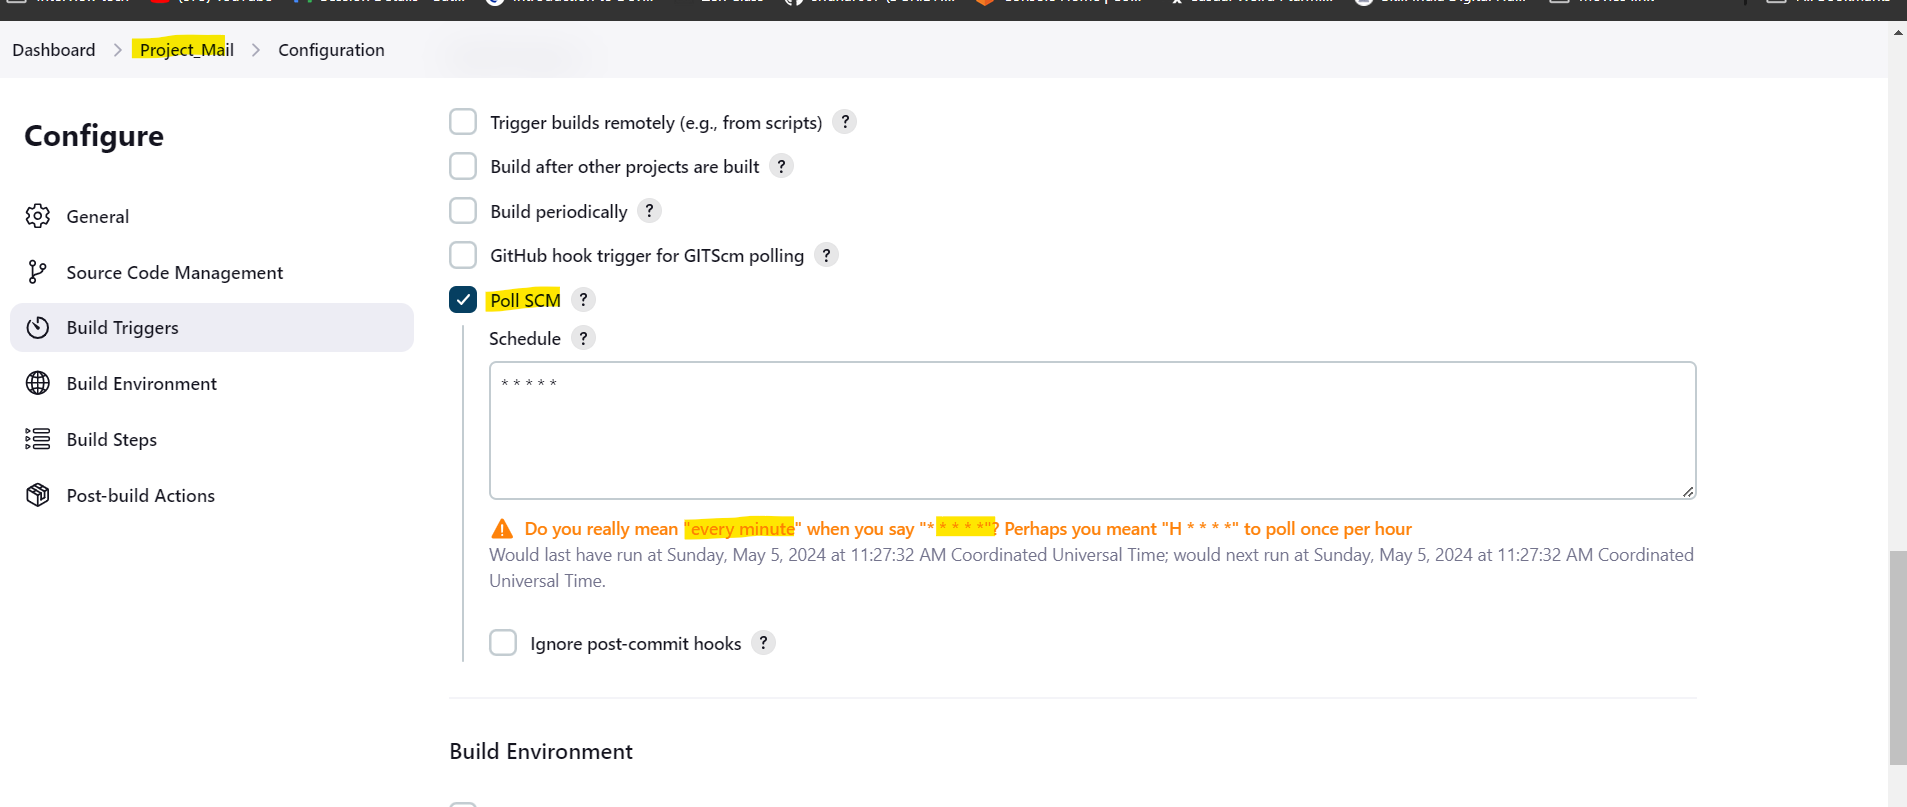 Dashboard > Project_Mail > Configuration
Configure
General
Source Code Management
Build Triggers
Build Environment
Build Steps
Post-build Actions
Trigger builds remotely (e.g., from scripts) ?
Build after other projects are built ?
Build periodically ?
GitHub hook trigger for GITScm polling ?
Poll SCM ?
Schedule ?
* * * * *
Do you really mean "every minute" when you say "* * * * *"? Perhaps you meant "H * * * *" to poll once per hour
Would last have run at Sunday, May 5, 2024 at 11:27:32 AM Coordinated Universal Time; would next run at Sunday, May 5, 2024 at 11:27:32 AM Coordinated
Universal Time.
Ignore post-commit hooks ?
Build Environment